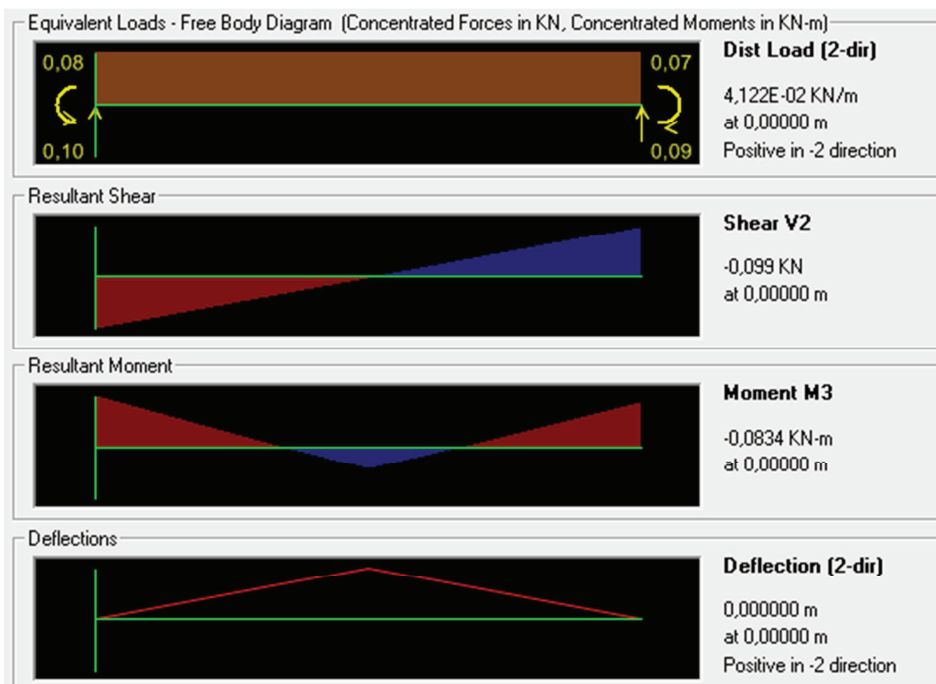 Equivalent Loads - Free Body Diagram (Concentrated Forces in KN, Concentrated Moments in KN-m)
0,08
0,07
0,10
0,09
Dist Load (2-dir)
4,122E-02 KN/m
at 0,00000 m
Positive in -2 direction
Resultant Shear
Shear V2
-0,099 KN
at 0,00000 m
Resultant Moment
Moment M3
-0,0834 KN-m
at 0,00000 m
Deflections
Deflection (2-dir)
0,000000 m
at 0,00000 m
Positive in -2 direction